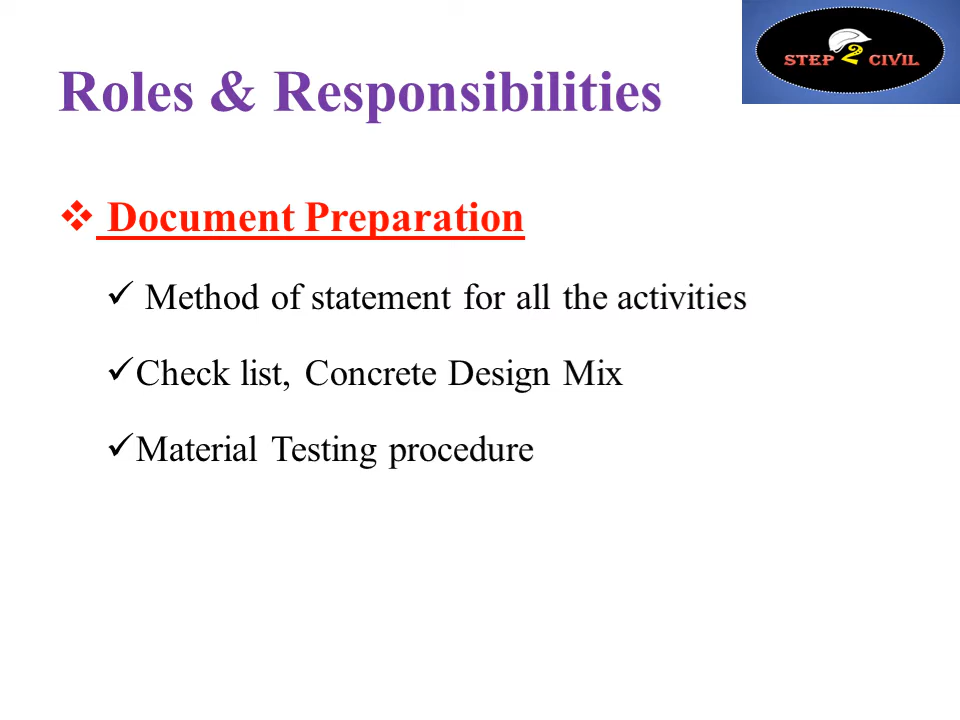 STEP 2 CIVIL
Roles & Responsibilities
Document Preparation
Method of statement for all the activities
Check list, Concrete Design Mix
Material Testing procedure